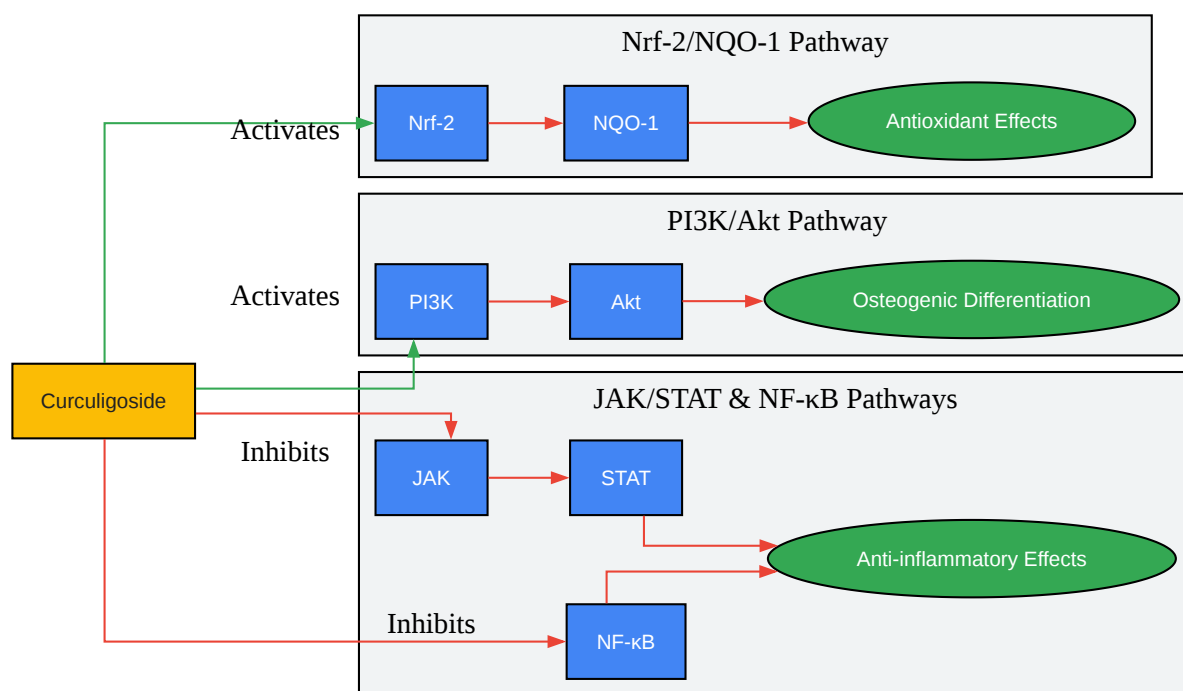 Nrf-2/NQO-1 Pathway
Activates
Nrf-2
NQO-1
Antioxidant Effects
PI3K/Akt Pathway
Activates
PI3K
Akt
Osteogenic Differentiation
Curculigoside
JAK/STAT & NF-κB Pathways
Inhibits
JAK
STAT
Anti-inflammatory Effects
Inhibits
NF-κB